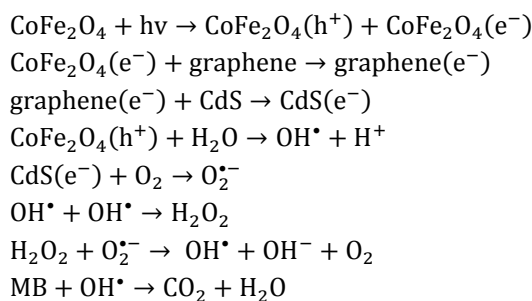 CoFe₂O₄ + hv → CoFe₂O₄(h⁺) + CoFe₂O₄(e⁻)
CoFe₂O₄(e⁻) + graphene → graphene(e⁻)
graphene(e⁻) + CdS → CdS(e⁻)
CoFe₂O₄(h⁺) + H₂O → OH• + H⁺
CdS(e⁻) + O₂ → O₂•⁻
OH• + OH• → H₂O₂
H₂O₂ + O₂•⁻ → OH• + OH⁻ + O₂
MB + OH• → CO₂ + H₂O